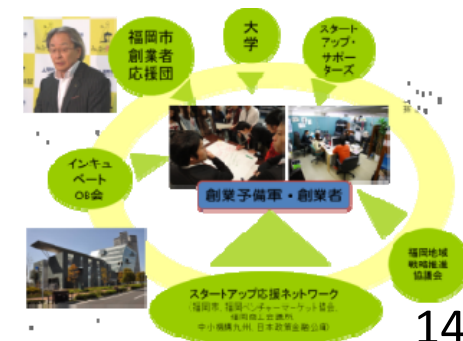 福岡市
創業者
応援団
大
学
スタート
アップ・
サポー
ターズ
インキュ
ベート
OB会
創業予備軍・創業者
福岡地域
戦略推進
協議会
スタートアップ応援ネットワーク
(福岡市、福岡ベンチャーマーケット協会、
福岡商工会議所、
中小機構九州、日本政策金融公庫)
14